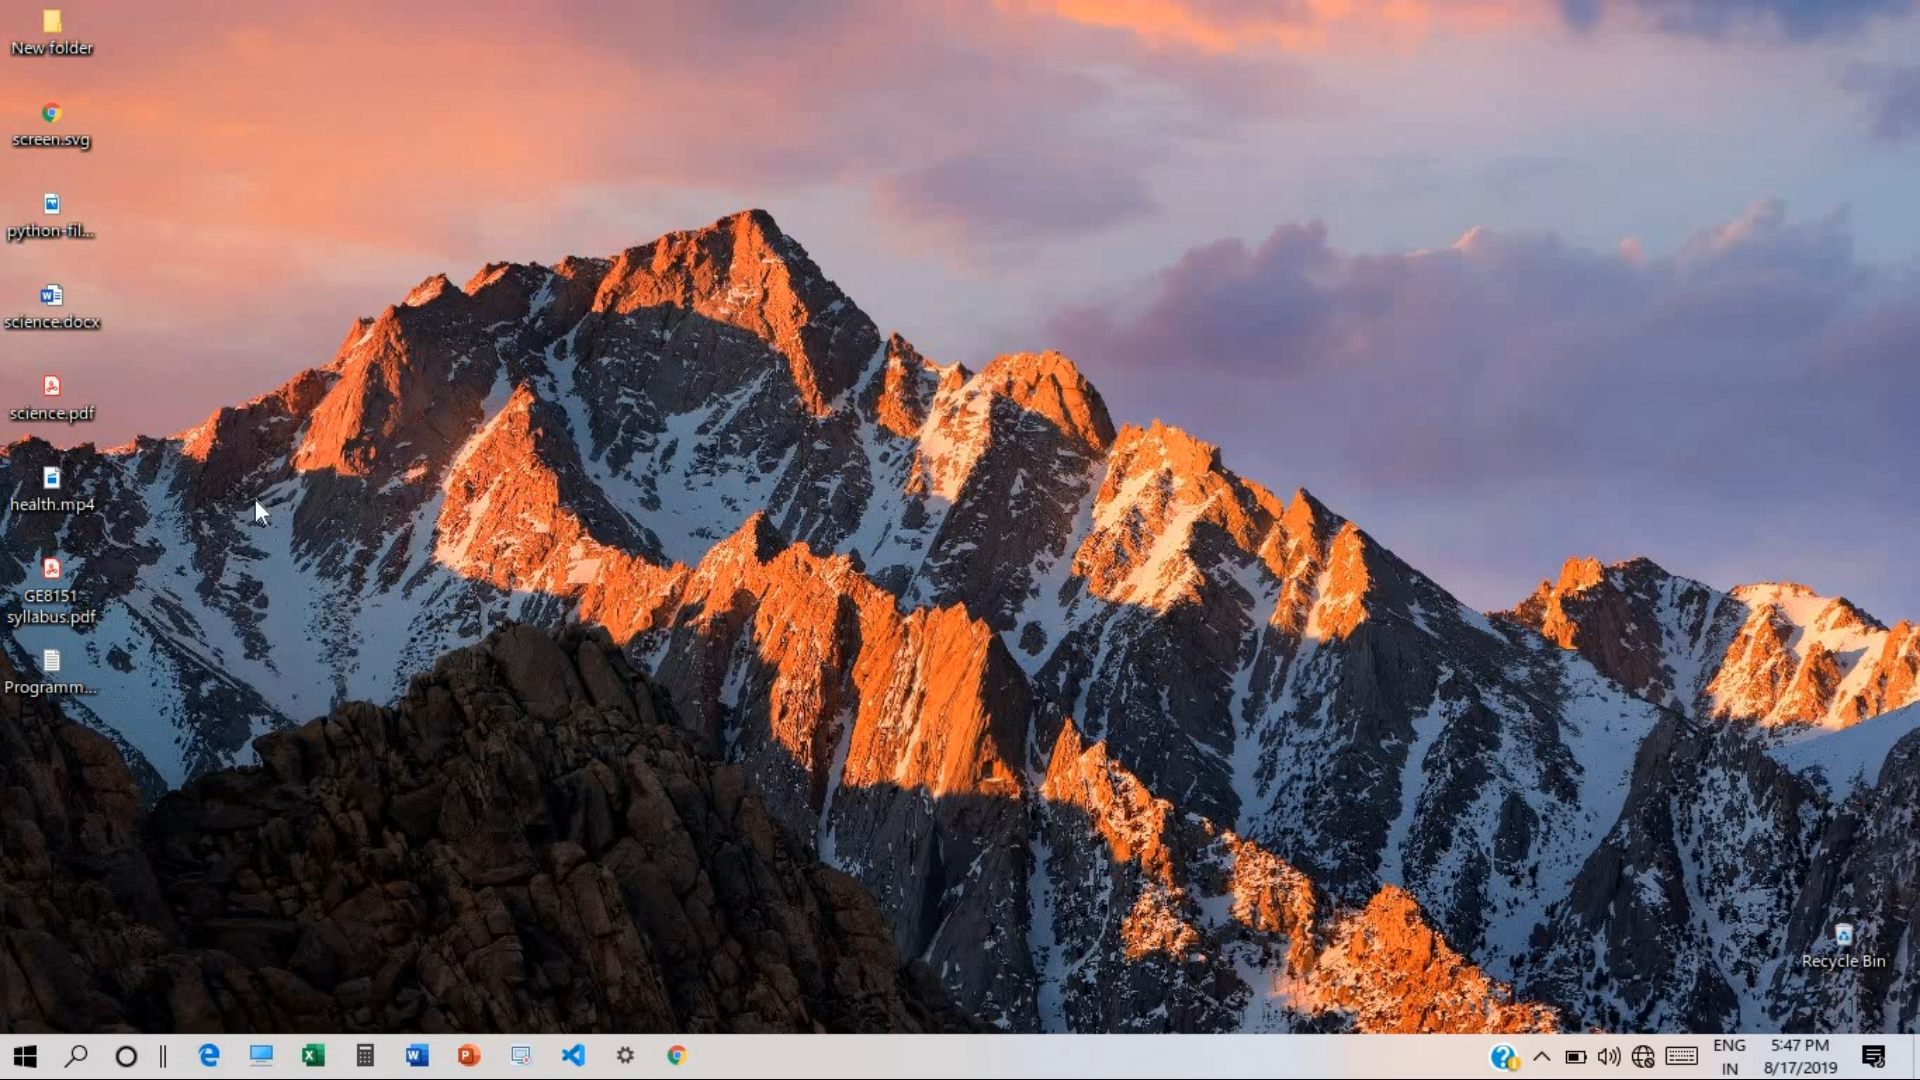 New folder
screen.svg
python-fil...
science.docx
science.pdf
health.mp4
GE8151
syllabus.pdf
Programm...
Recycle Bin
ENG
IN
5:47 PM
8/17/2019